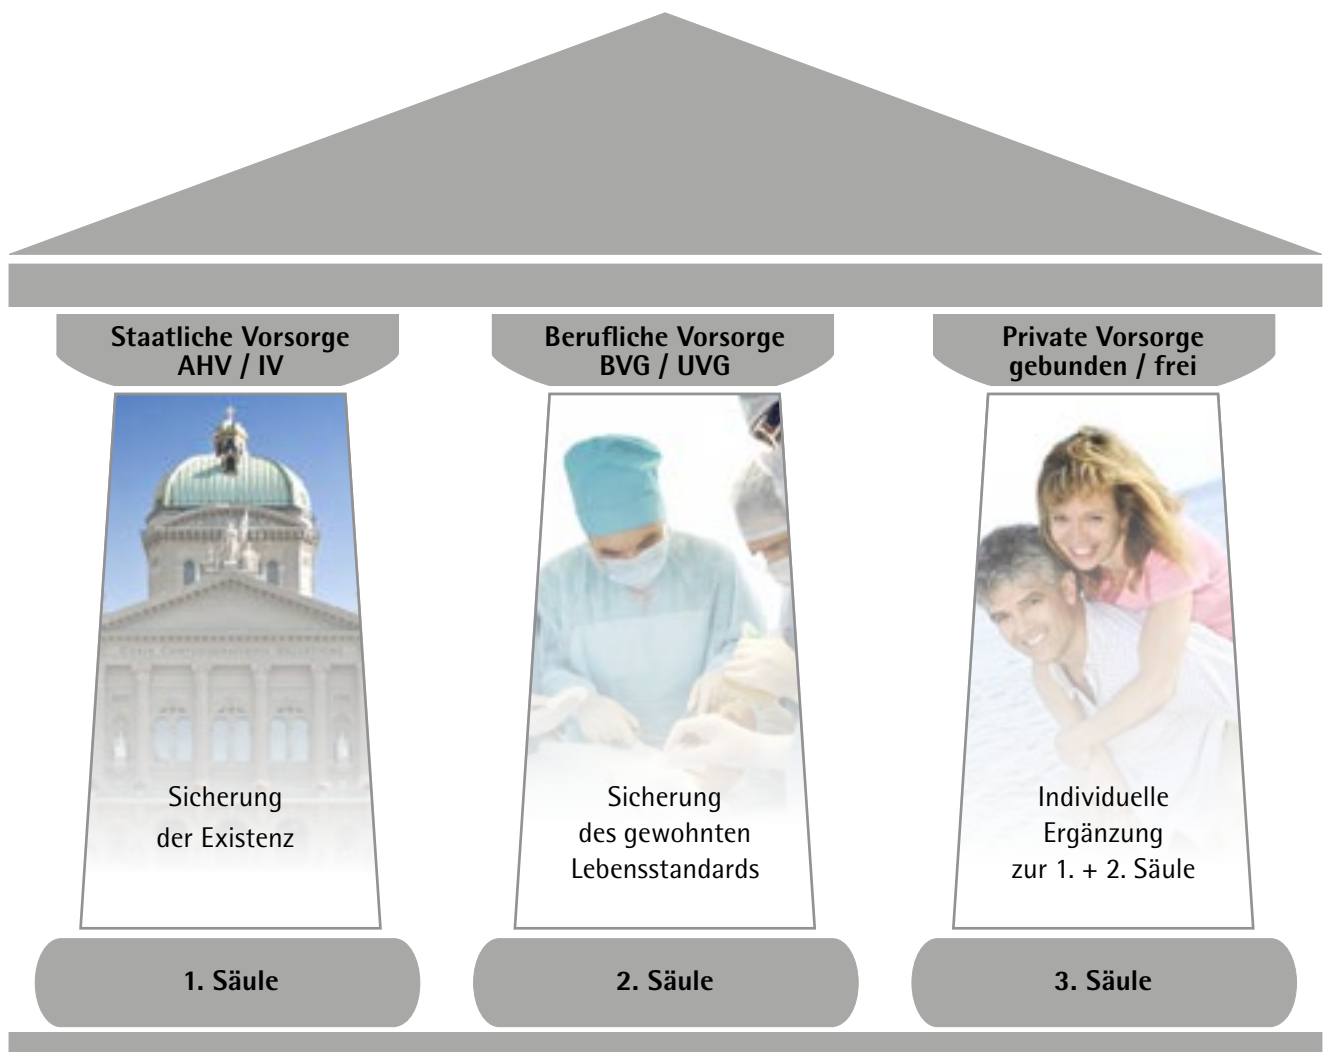 Staatliche Vorsorge
AHV / IV
Sicherung
der Existenz
1. Säule
Berufliche Vorsorge
BVG / UVG
Sicherung
des gewohnten
Lebensstandards
2. Säule
Private Vorsorge
gebunden / frei
Individuelle
Ergänzung
zur 1. + 2. Säule
3. Säule